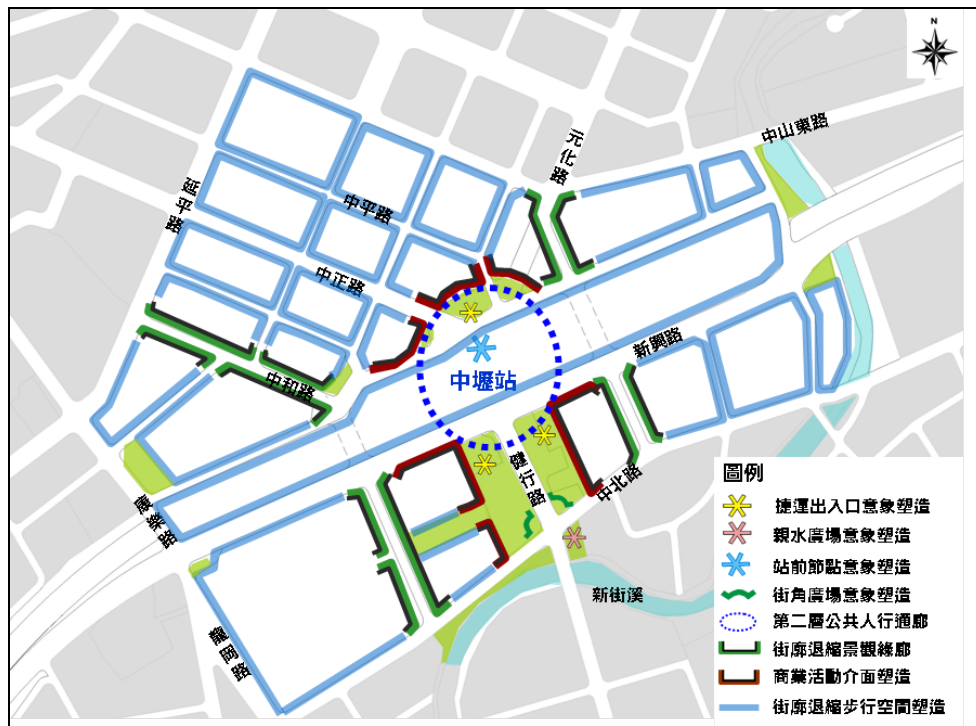 N
中山東路
元化路
延平路
中平路
中正路
新興路
中壢站
中和路
健行路
中北路
龍岡路
新街溪
圖例
捷運出入口意象塑造
親水廣場意象塑造
站前節點意象塑造
街角廣場意象塑造
第二層公共人行通廊
街廓退縮景觀綠廊
商業活動介面塑造
街廓退縮步行空間塑造